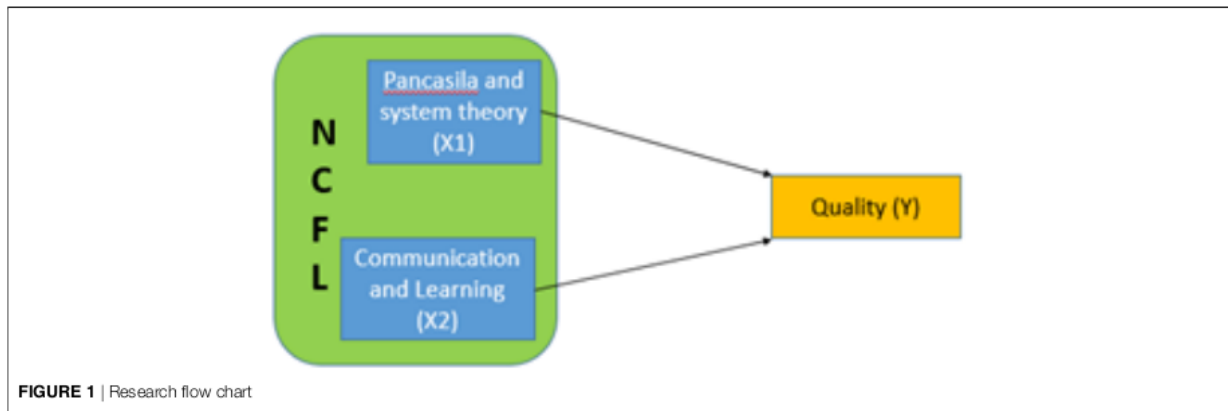 N
C
F
L
Pancasila and
system theory
(X1)
Communication
and Learning
(X2)
Quality (Y)
FIGURE 1 | Research flow chart